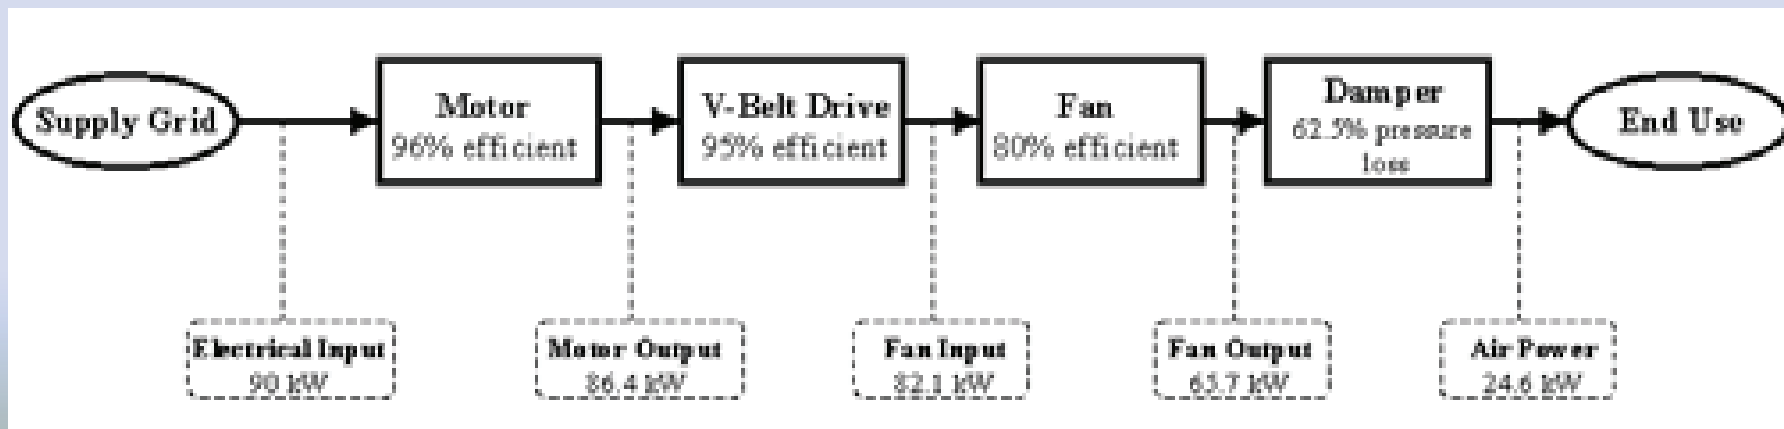 Supply Grid
Motor
96% efficient
V-Belt Drive
95% efficient
Fan
80% efficient
Damper
62.5% pressure
loss
End Use
Electrical Input
90 kW
Motor Output
86.4 kW
Fan Input
82.1 kW
Fan Output
65.7 kW
Air Power
24.6 kW